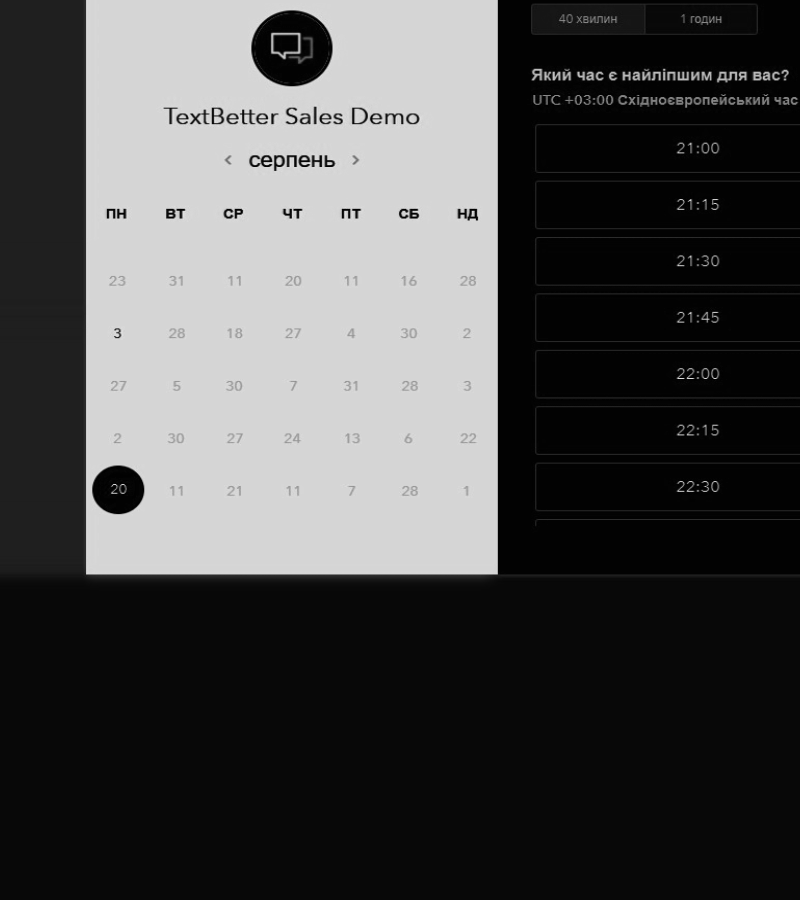 TextBetter Sales Demo
серпень
ПН ВТ СР ЧТ ПТ СБ НД
23 31 11 20 11 16 28
3 28 18 27 4 30 2
27 5 30 7 31 28 3
2 30 27 24 13 6 22
20 11 21 11 7 28 1
40 хвилин 1 годин
Який час є найліпшим для вас?
UTC +03:00 Східноєвропейський час
21:00
21:15
21:30
21:45
22:00
22:15
22:30